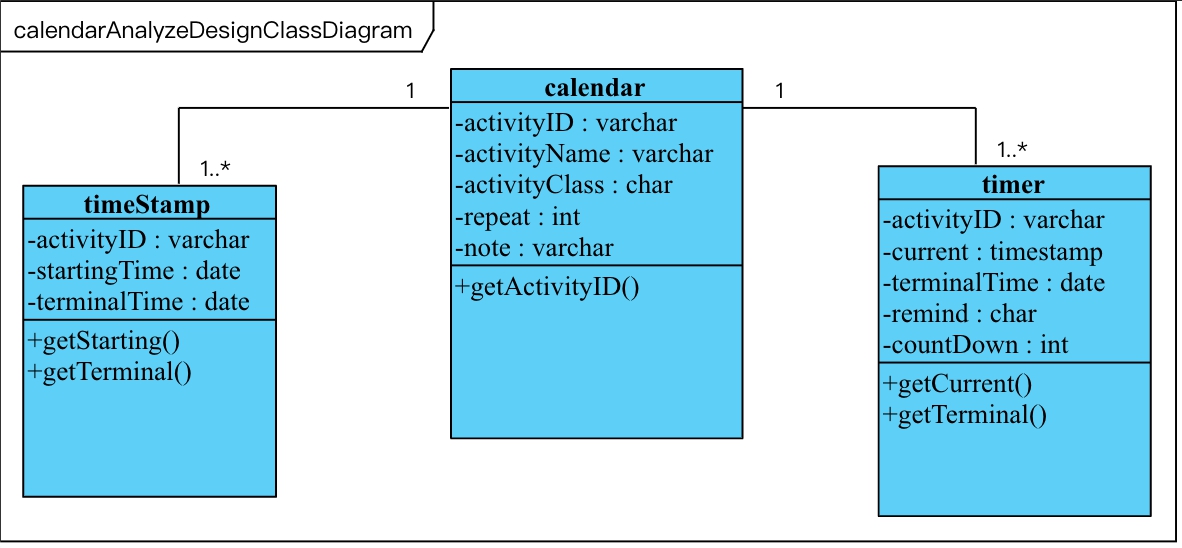 calendarAnalyzeDesignClassDiagram
1
1
1..*
1..*
calendar
-activityID : varchar
-activityName : varchar
-activityClass : char
-repeat : int
-note : varchar
+getActivityID()
timeStamp
-activityID : varchar
-startingTime : date
-terminalTime : date
+getStarting()
+getTerminal()
timer
-activityID : varchar
-current : timestamp
-terminalTime : date
-remind : char
-countDown : int
+getCurrent()
+getTerminal()